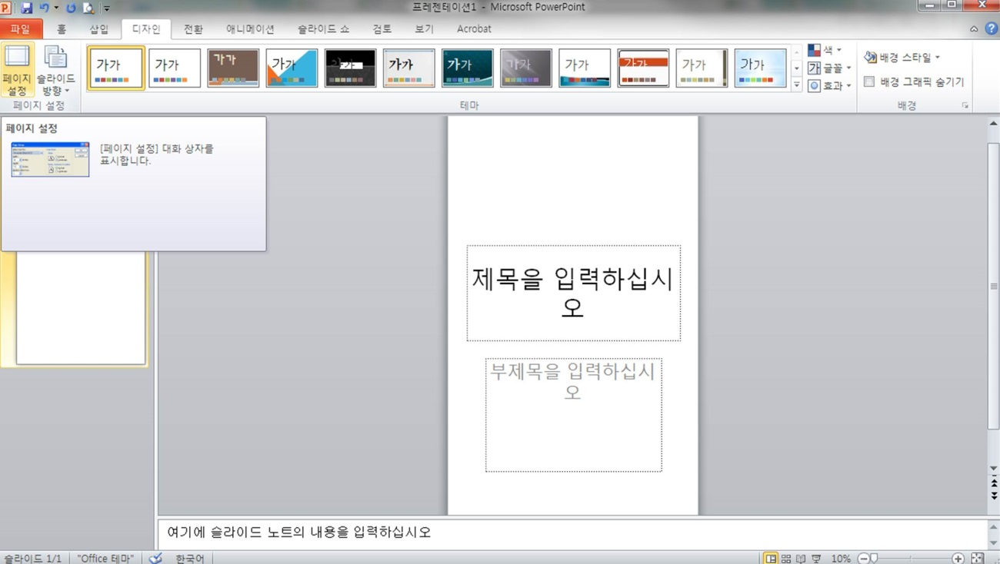 프레젠테이션1 - Microsoft PowerPoint
파일 홈 삽입 디자인 전환 애니메이션 슬라이드 쇼 검토 보기 Acrobat
페이지 설정
슬라이드 방향
가가 가가 가가 가가 가가 가가 가가 가가 가가 가가 가가 가가
색
가 글꼴
효과
배경 스타일
배경 그래픽 숨기기
페이지 설정 테마 배경
페이지 설정
[페이지 설정] 대화 상자를
표시합니다.
제목을 입력하십시
오
부제목을 입력하십시
오
여기에 슬라이드 노트의 내용을 입력하십시오
슬라이드 1/1 "Office 테마" 한국어 10%